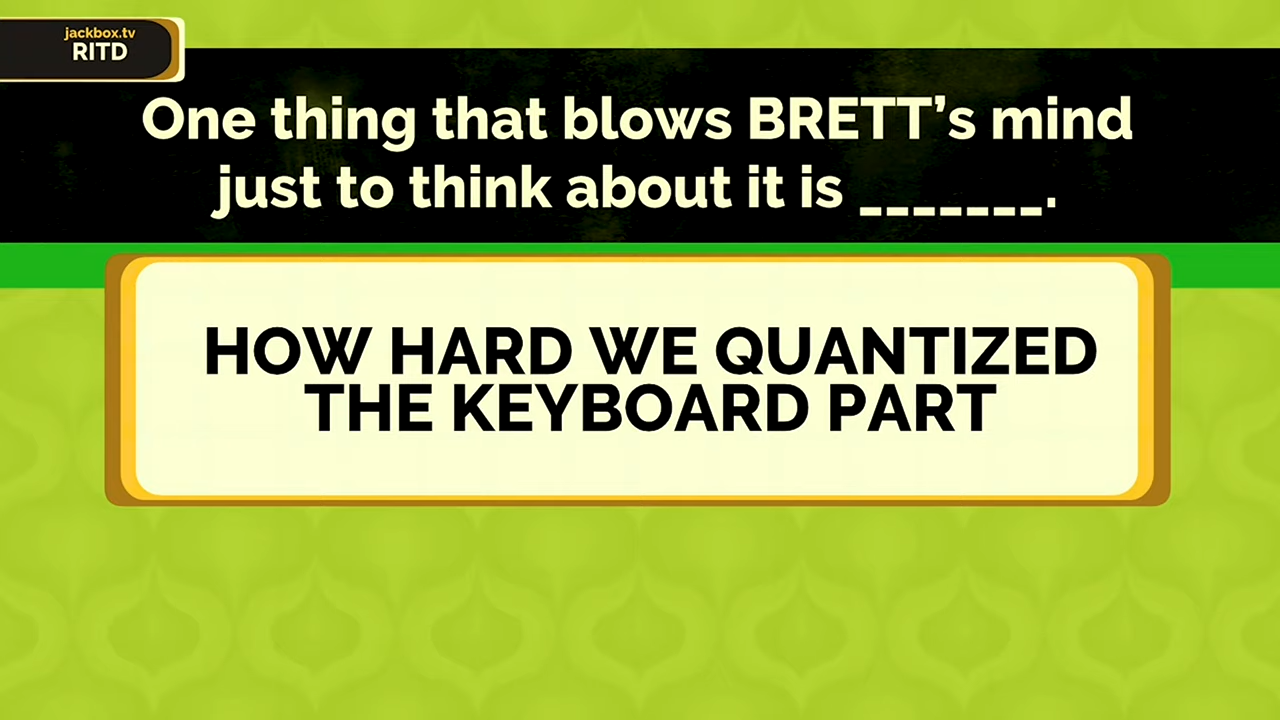 jackbox.tv
RITD
One thing that blows BRETT’s mind
just to think about it is _______.
HOW HARD WE QUANTIZED
THE KEYBOARD PART